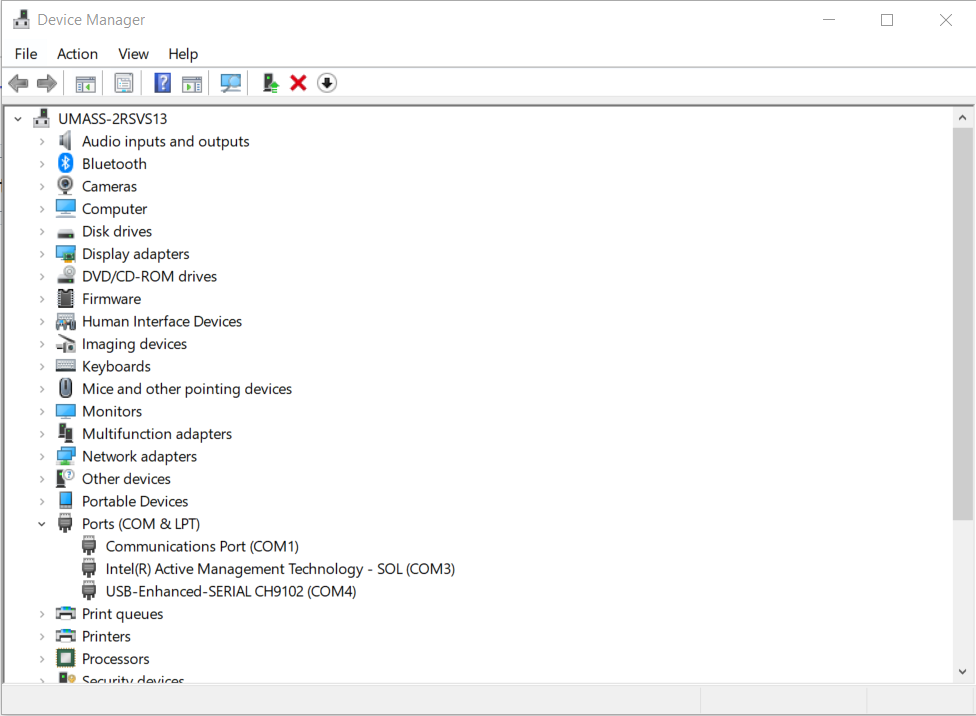 Device Manager
File Action View Help
UMASS-2RSVS13
Audio inputs and outputs
Bluetooth
Cameras
Computer
Disk drives
Display adapters
DVD/CD-ROM drives
Firmware
Human Interface Devices
Imaging devices
Keyboards
Mice and other pointing devices
Monitors
Multifunction adapters
Network adapters
Other devices
Portable Devices
Ports (COM & LPT)
Communications Port (COM1)
Intel(R) Active Management Technology - SOL (COM3)
USB-Enhanced-SERIAL CH9102 (COM4)
Print queues
Printers
Processors
Security devices